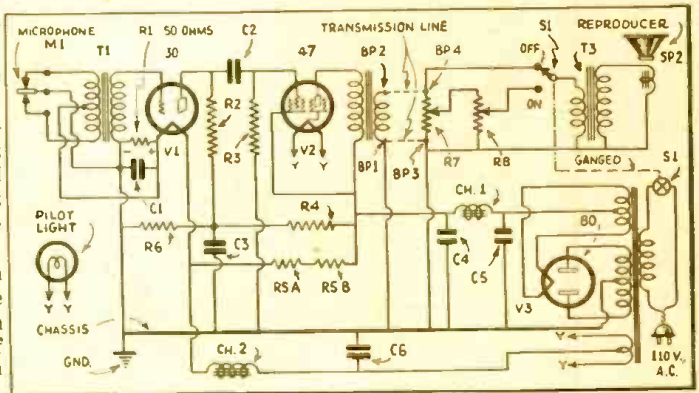 MICROPHONE
M1
T1
R1 50 OHMS
30
C2
47
TRANSMISSION LINE
BP2
BP4
S1
OFF
ON
T3
REPRODUCER
SP2
R2
R3
V1
V2
Y Y
C1
BP1
BP3
R7
R8
GANGED
S1
PILOT
LIGHT
Y Y
R4
CH. 1
80
R6
C3
R5A
R5B
C4
C5
V3
CHASSIS
GND.
CH. 2
C6
Y
Y
110 V.
A.C.